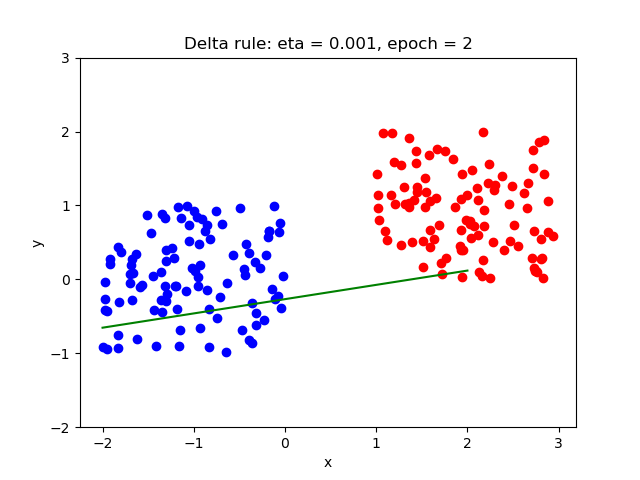 Delta rule: eta = 0.001, epoch = 2
3
2
1
0
−1
−2
y
−2 −1 0 1 2 3
x